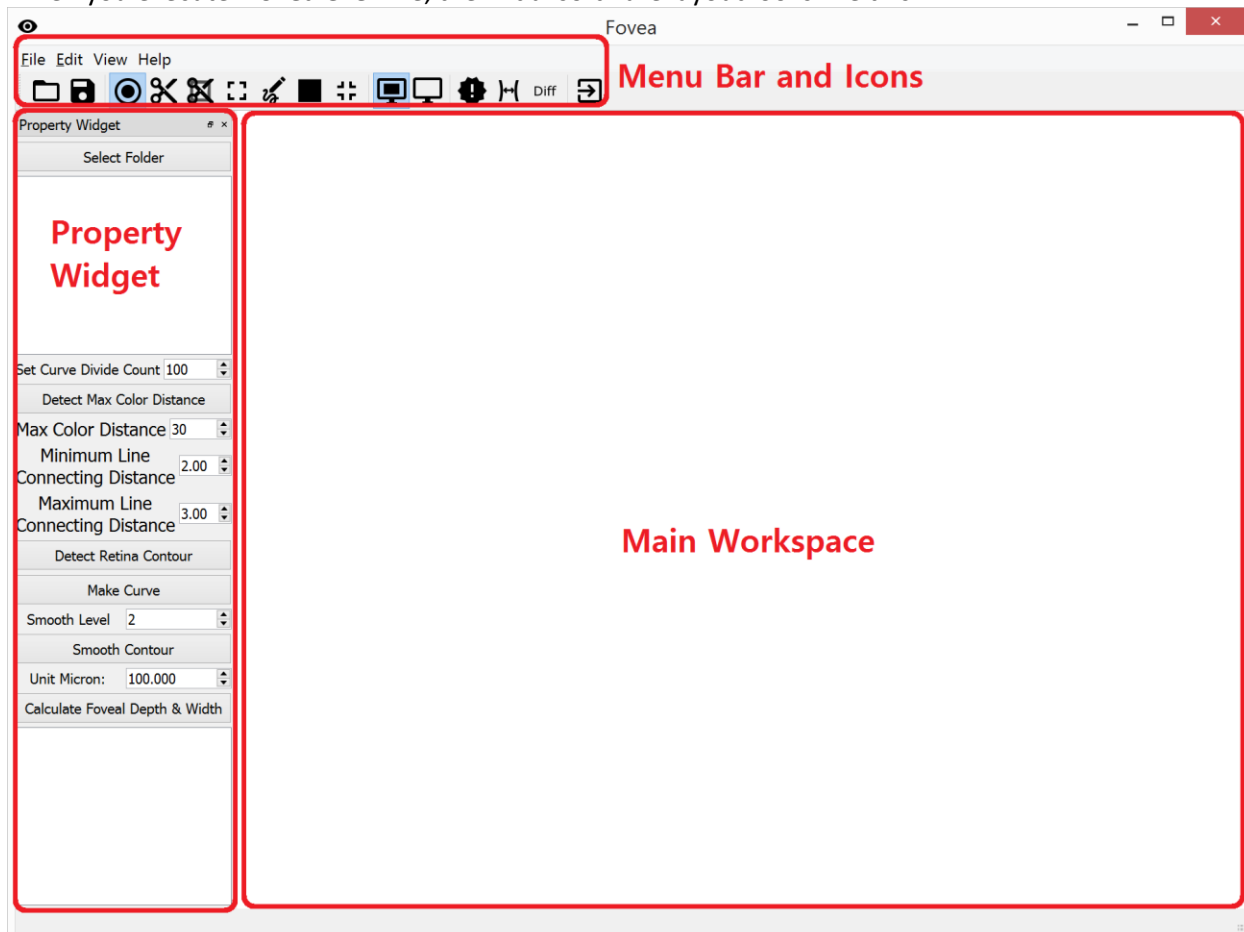 Fovea
File Edit View Help
Diff
Menu Bar and Icons
Property Widget
Select Folder
Property
Widget
Set Curve Divide Count 100
Detect Max Color Distance
Max Color Distance 30
Minimum Line
Connecting Distance 2.00
Maximum Line
Connecting Distance 3.00
Main Workspace
Detect Retina Contour
Make Curve
Smooth Level 2
Smooth Contour
Unit Micron: 100.000
Calculate Foveal Depth & Width